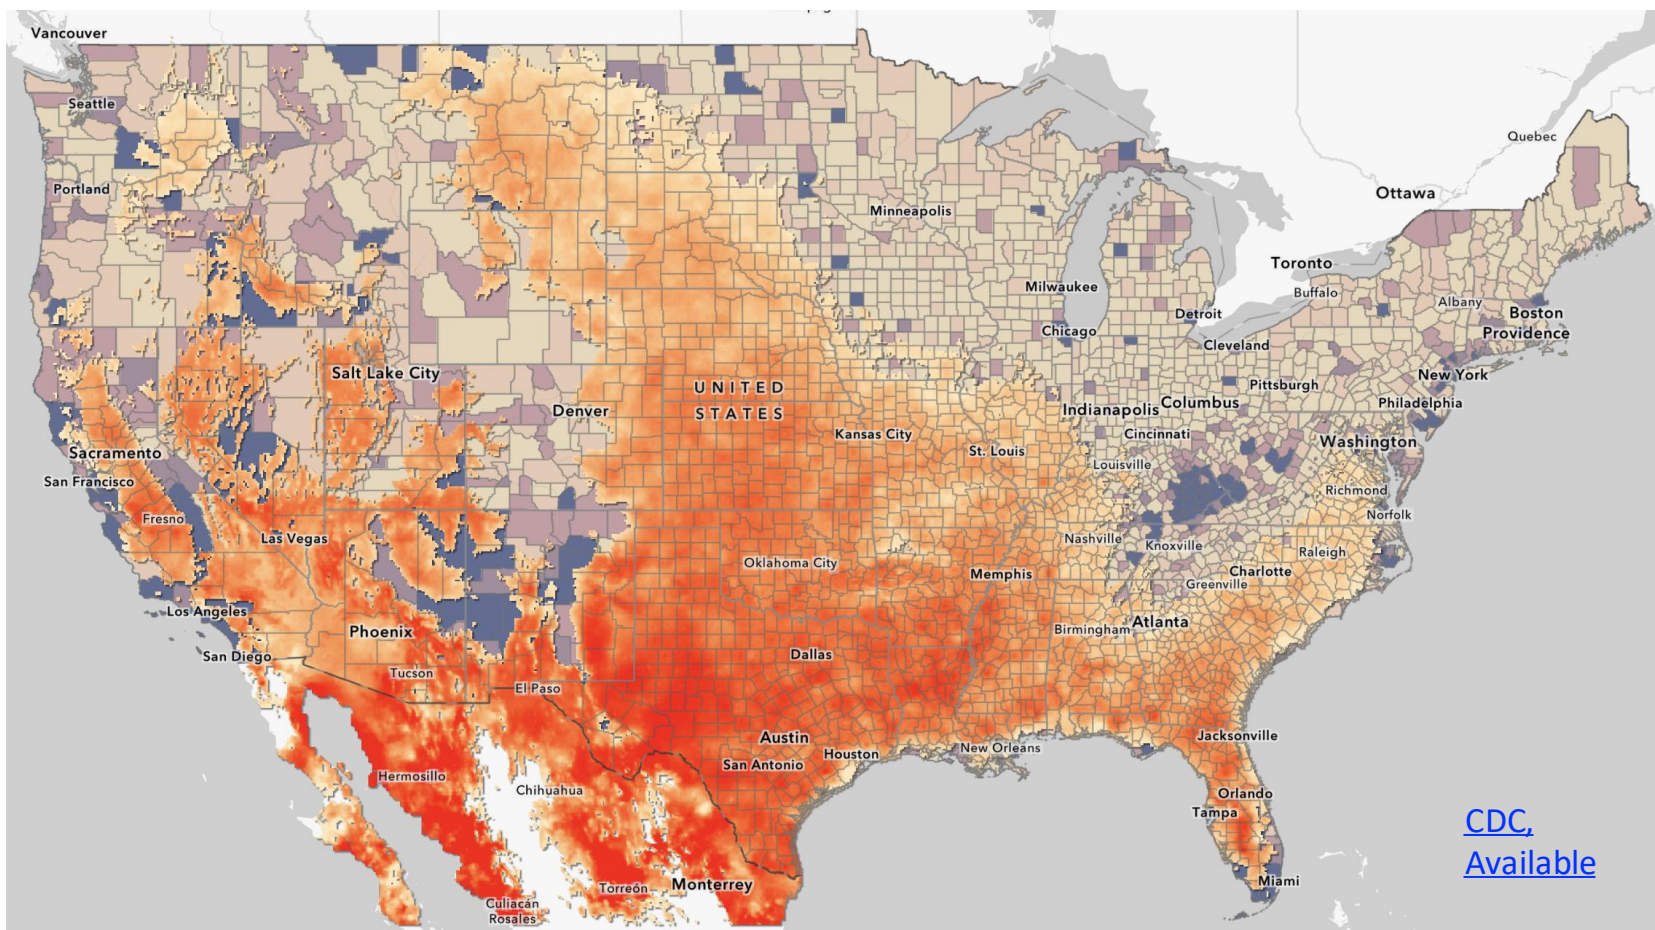 Vancouver
Seattle
Quebec
Portland
Ottawa
Minneapolis
Toronto
Milwaukee
Buffalo
Albany
Boston
Detroit
Chicago
Providence
Cleveland
Salt Lake City
New York
UNITED
STATES
Pittsburgh
Denver
Indianapolis
Columbus
Philadelphia
Kansas City
Cincinnati
Washington
Sacramento
St. Louis
San Francisco
Louisville
Richmond
Fresno
Norfolk
Las Vegas
Nashville
Knoxville
Raleigh
Oklahoma City
Memphis
Charlotte
Greenville
Los Angeles
Phoenix
Birmingham
Atlanta
San Diego
Dallas
Tucson
El Paso
Austin
Jacksonville
Houston
New Orleans
San Antonio
Hermosillo
Chihuahua
Orlando
Tampa
CDC,
Available
Miami
Torreón
Monterrey
Culiacán
Rosales